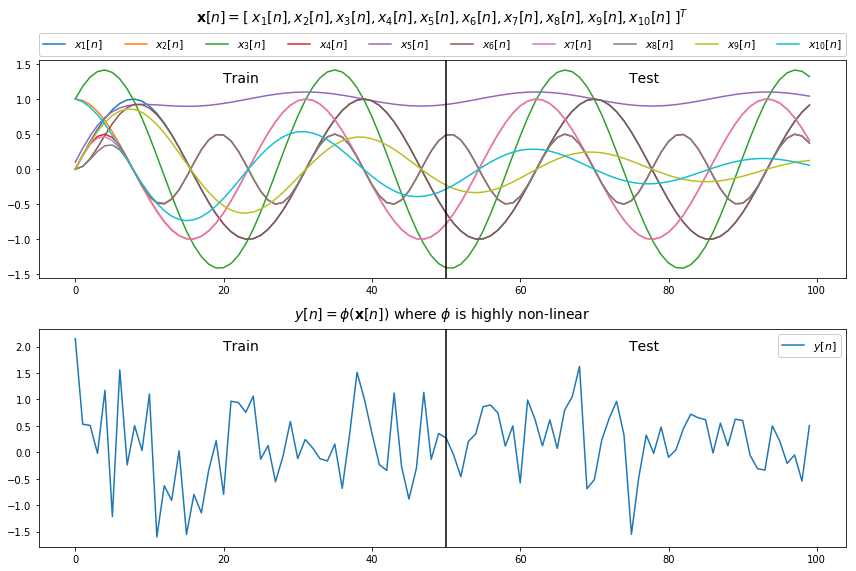 𝐱[n] = [ x₁[n], x₂[n], x₃[n], x₄[n], x₅[n], x₆[n], x₇[n], x₈[n], x₉[n], x₁₀[n] ]ᵀ
x₁[n] x₂[n] x₃[n] x₄[n] x₅[n] x₆[n] x₇[n] x₈[n] x₉[n] x₁₀[n]
Train Test
1.5
1.0
0.5
0.0
−0.5
−1.0
−1.5
0 20 40 60 80 100
y[n] = ϕ(𝐱[n]) where ϕ is highly non-linear
Train Test
y[n]
2.0
1.5
1.0
0.5
0.0
−0.5
−1.0
−1.5
0 20 40 60 80 100